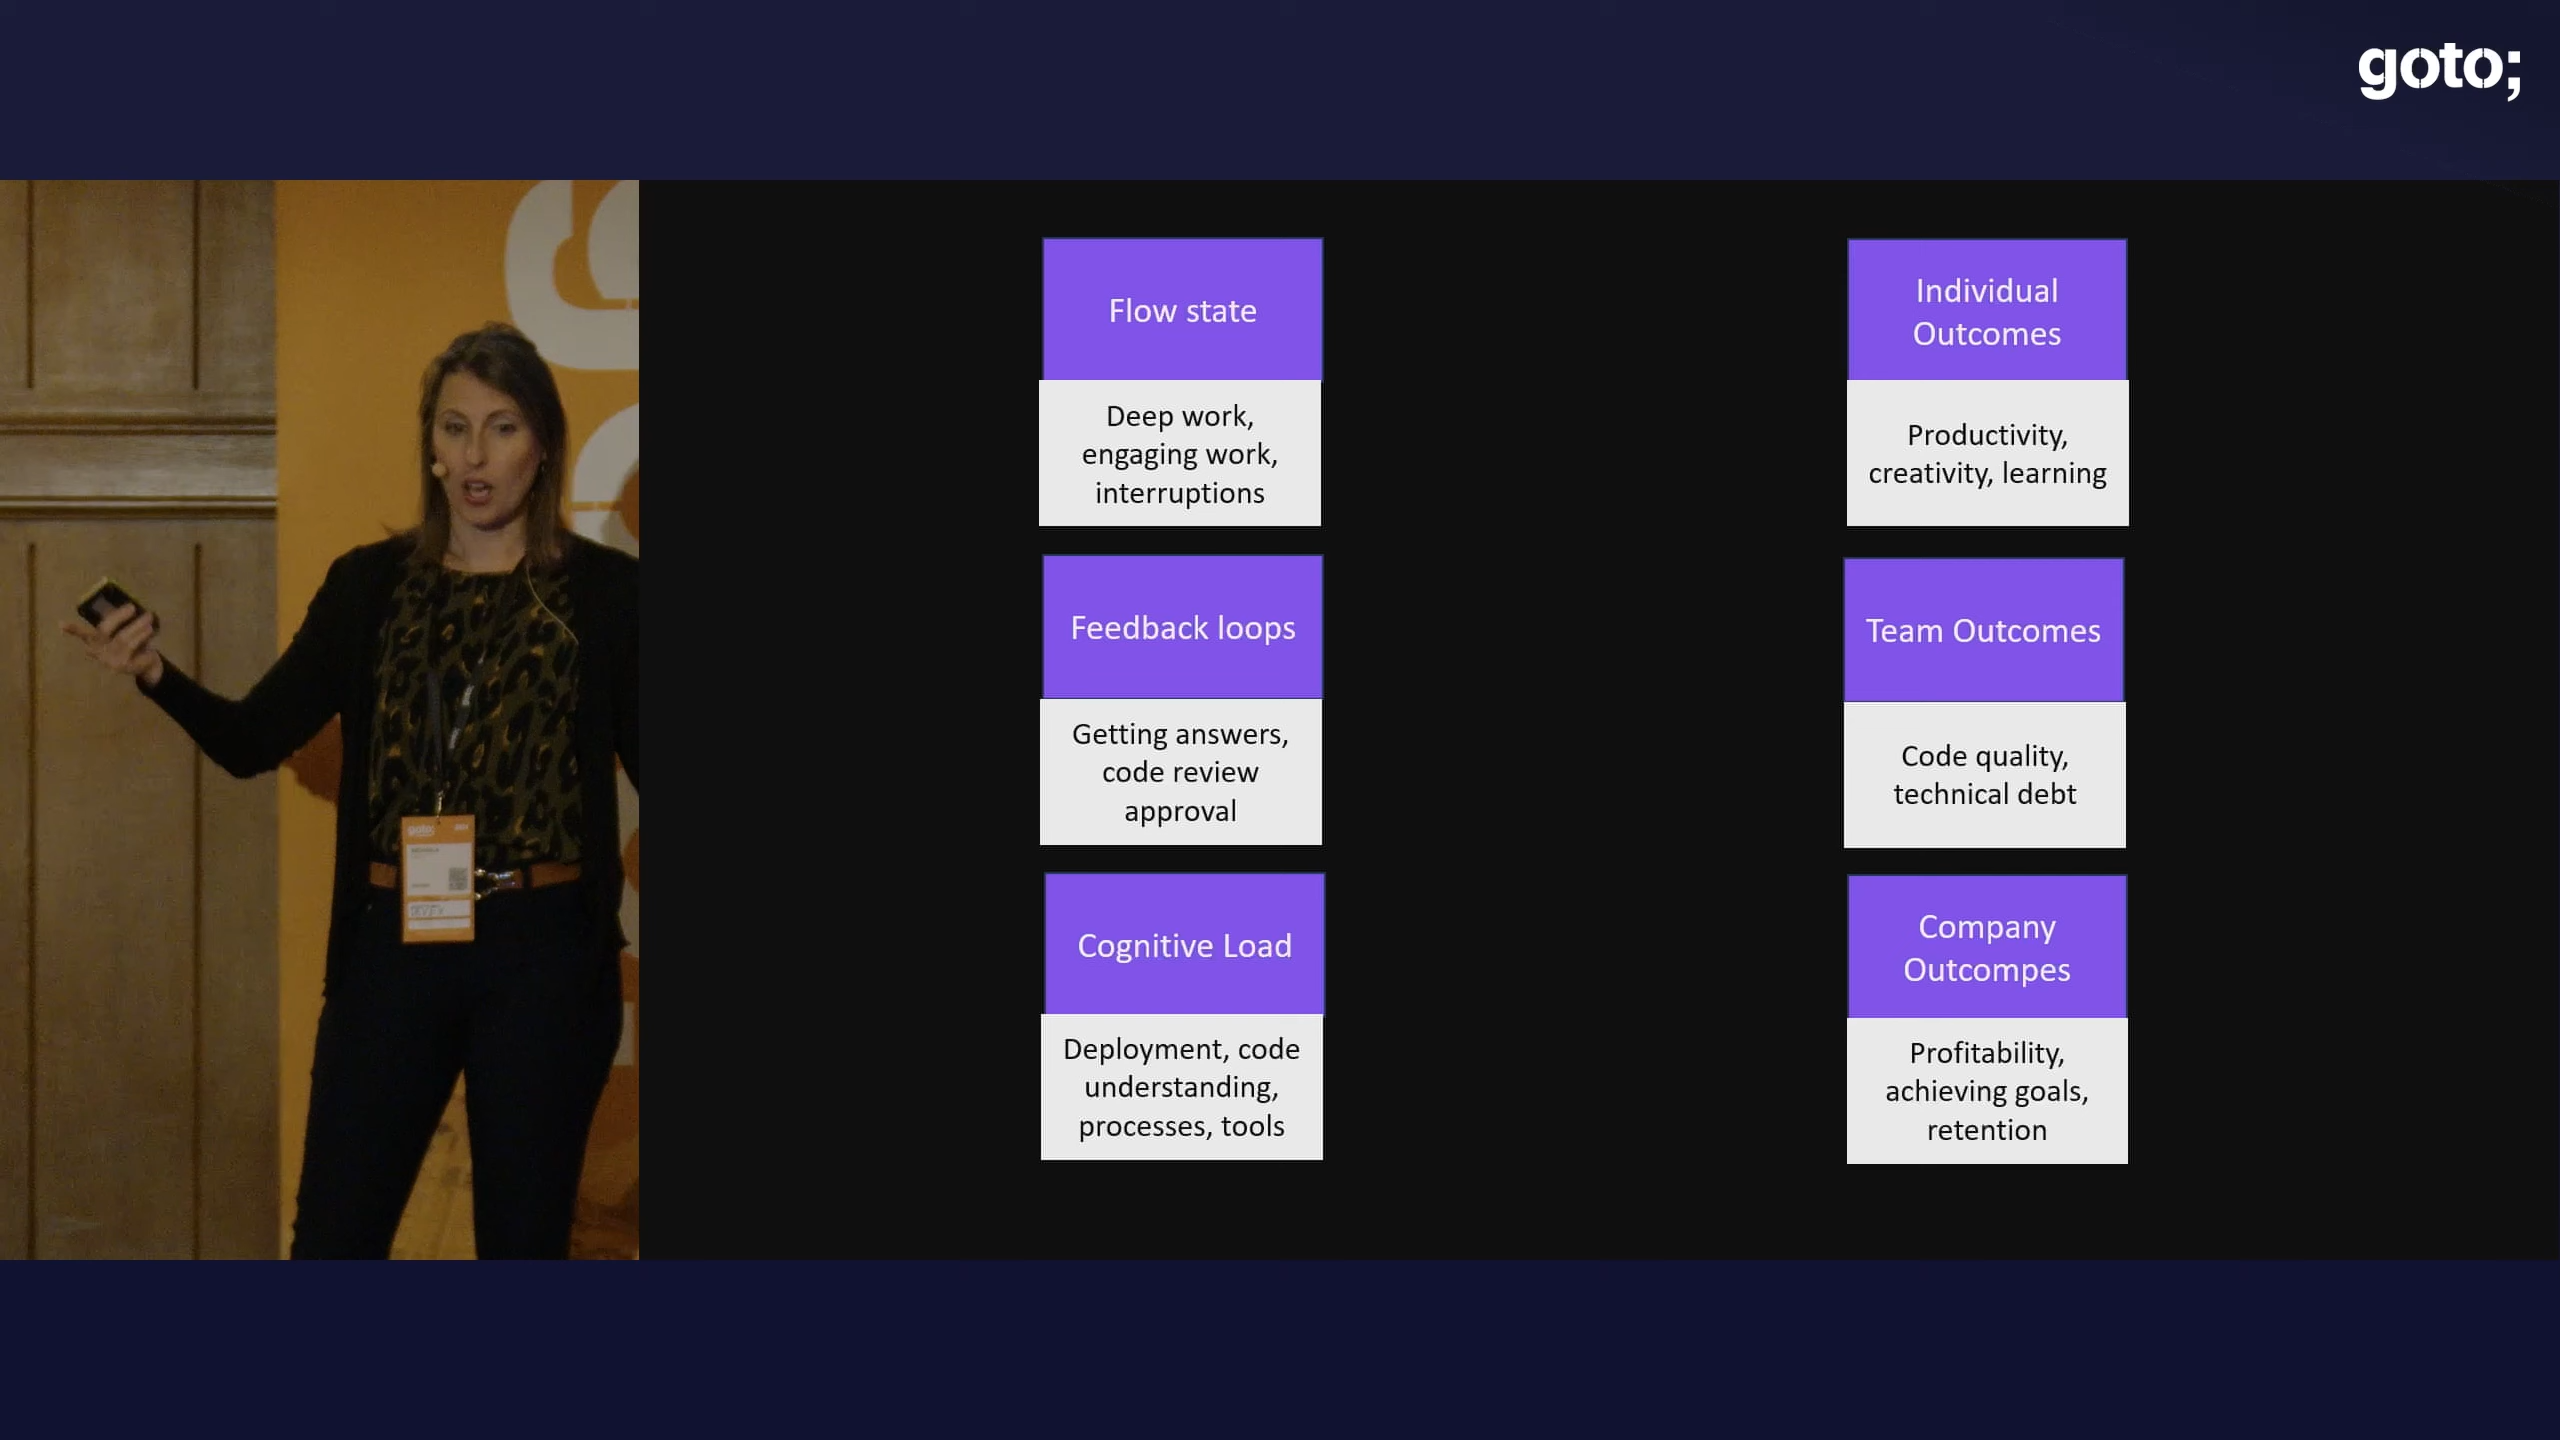 goto;
Flow state
Deep work,
engaging work,
interruptions
Feedback loops
Getting answers,
code review
approval
Cognitive Load
Deployment, code
understanding,
processes, tools
Individual
Outcomes
Productivity,
creativity, learning
Team Outcomes
Code quality,
technical debt
Company
Outcompes
Profitability,
achieving goals,
retention
goto;